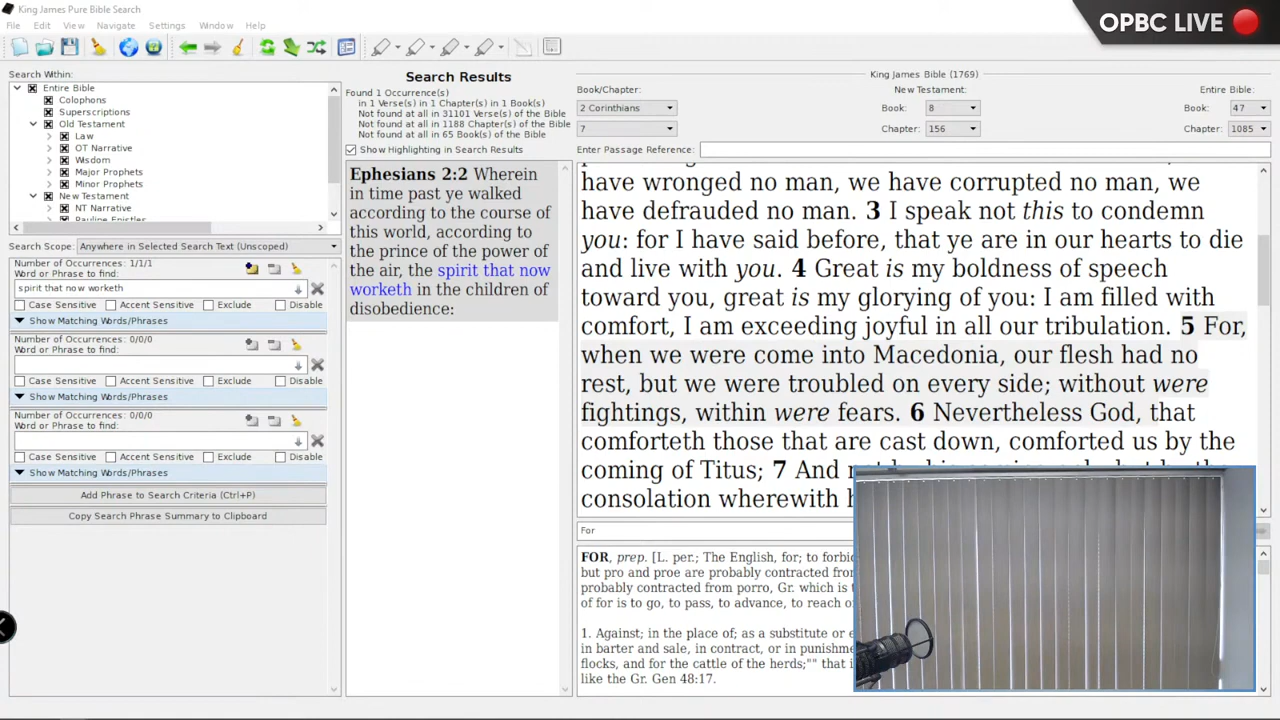 King James Pure Bible Search
OPBC LIVE
File Edit View Navigate Settings Window Help
Search Within:
Entire Bible
Colophons
Superscriptions
Old Testament
Law
OT Narrative
Wisdom
Major Prophets
Minor Prophets
New Testament
NT Narrative
Pauline Epistles
Search Scope: Anywhere in Selected Search Text (Unscoped)
Number of Occurrences: 1/1/1
Word or Phrase to find:
spirit that now worketh
Case Sensitive Accent Sensitive Exclude Disable
Show Matching Words/Phrases
Number of Occurrences: 0/0/0
Word or Phrase to find:
Case Sensitive Accent Sensitive Exclude Disable
Show Matching Words/Phrases
Number of Occurrences: 0/0/0
Word or Phrase to find:
Case Sensitive Accent Sensitive Exclude Disable
Show Matching Words/Phrases
Add Phrase to Search Criteria (Ctrl+P)
Copy Search Phrase Summary to Clipboard
Search Results
Found 1 Occurrence(s)
in 1 Verse(s) in 1 Chapter(s) in 1 Book(s)
Not found at all in 31101 Verse(s) of the Bible
Not found at all in 1188 Chapter(s) of the Bible
Not found at all in 65 Book(s) of the Bible
Show Highlighting in Search Results
Ephesians 2:2 Wherein
in time past ye walked
according to the course of
this world, according to
the prince of the power of
the air, the spirit that now
worketh in the children of
disobedience:
King James Bible (1769)
Book/Chapter: New Testament: Entire Bible:
2 Corinthians Book: 8 Book: 47
7 Chapter: 156 Chapter: 1085
Enter Passage Reference:
have wronged no man, we have corrupted no man, we
have defrauded no man. 3 I speak not this to condemn
you: for I have said before, that ye are in our hearts to die
and live with you. 4 Great is my boldness of speech
toward you, great is my glorying of you: I am filled with
comfort, I am exceeding joyful in all our tribulation. 5 For,
when we were come into Macedonia, our flesh had no
rest, but we were troubled on every side; without were
fightings, within were fears. 6 Nevertheless God, that
comforteth those that are cast down, comforted us by the
coming of Titus; 7 And
consolation wherewith
For
FOR, prep. [L. per.; The English, for; to
but pro and proe are probably contracted from
probably contracted from porro, Gr. which is
of for is to go, to pass, to advance, to reach
1. Against; in the place of; as a substitute or
in barter and sale, in contract, or in punishme
flocks, and for the cattle of the herds;"" that
like the Gr. Gen 48:17.